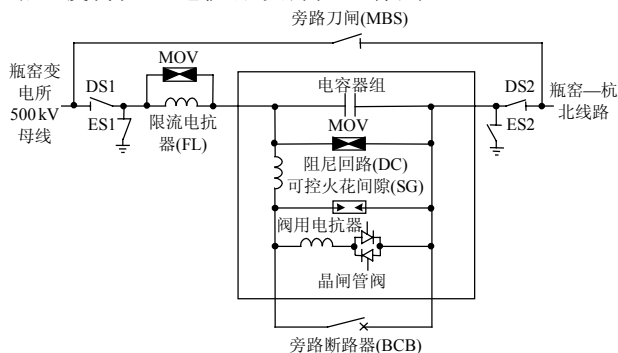 旁路刀闸(MBS)
瓶窑变
电所
500kV
母线
DS1
ES1
MOV
限流电抗
器(FL)
电容器组
MOV
阻尼回路(DC)
可控火花间隙(SG)
阀用电抗器
晶闸管阀
旁路断路器(BCB)
DS2
ES2
瓶窑—杭
北线路